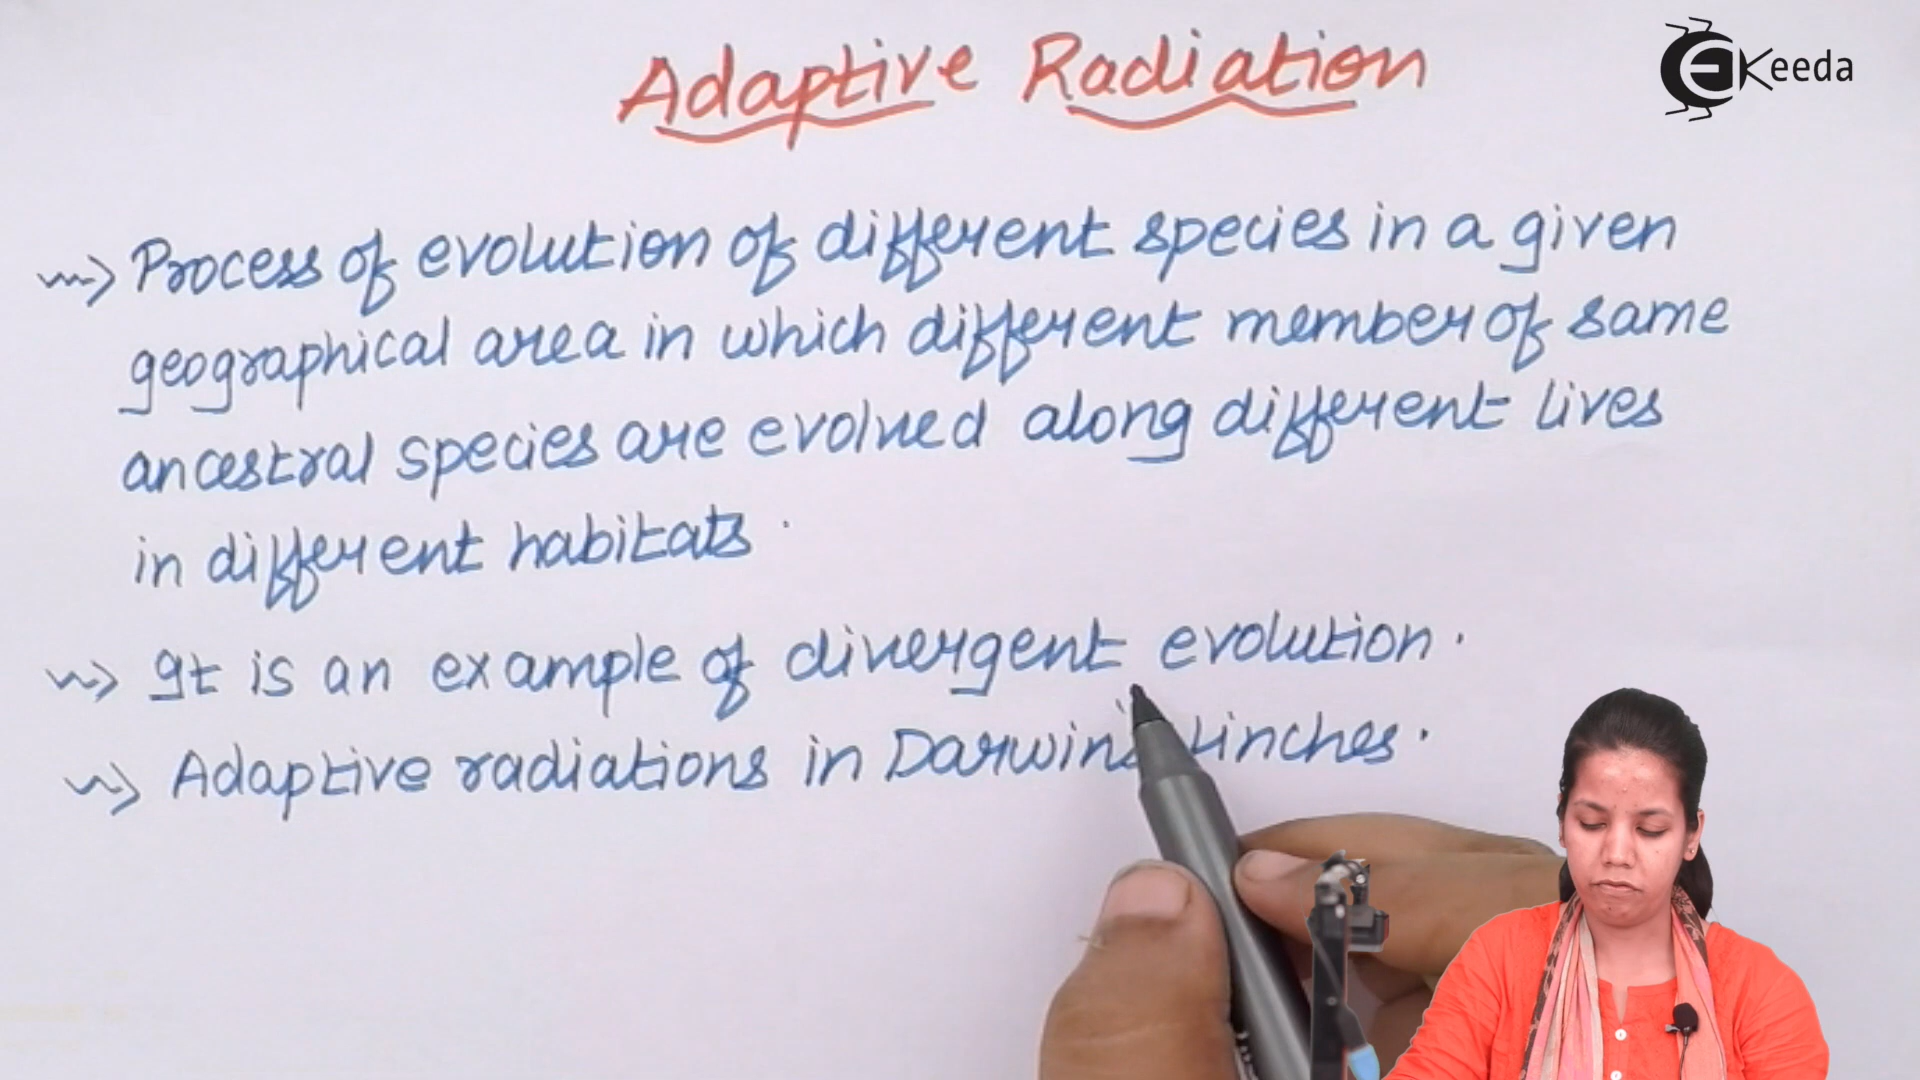 Adaptive Radiation
EKeeda
Process of evolution of different species in a given
geographical area in which different member of same
ancestral species are evolved along different lives
in different habitats.
It is an example of divergent evolution.
Adaptive radiations in Darwin's finches.